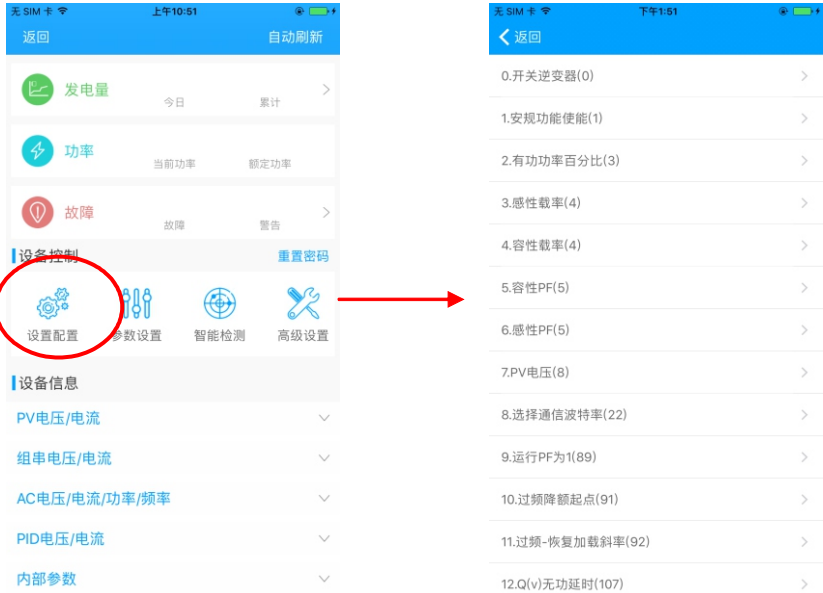 无 SIM 卡 上午10:51
返回 自动刷新
发电量
今日 累计
功率
当前功率 额定功率
故障
故障 警告
设备控制 重置密码
设置配置 参数设置 智能检测 高级设置
设备信息
PV电压/电流
组串电压/电流
AC电压/电流/功率/频率
PID电压/电流
内部参数
无 SIM 卡 下午1:51
返回
0.开关逆变器(0)
1.安规功能使能(1)
2.有功功率百分比(3)
3.感性载率(4)
4.容性载率(4)
5.容性PF(5)
6.感性PF(5)
7.PV电压(8)
8.选择通信波特率(22)
9.运行PF为1(89)
10.过频降额起点(91)
11.过频-恢复加载斜率(92)
12.Q(v)无功延时(107)